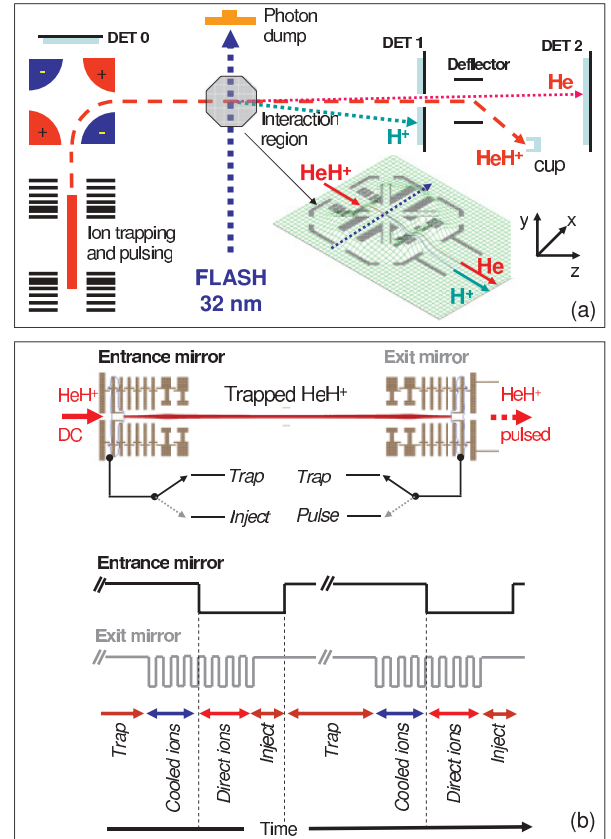 Photon
dump
DET 0
DET 1
Deflector
DET 2
-
+
+
-
He
Interaction
region
H+
HeH+
cup
HeH+
Ion trapping
and pulsing
FLASH
32 nm
He
H+
y
x
z
(a)
Entrance mirror
Exit mirror
HeH+
Trapped HeH+
HeH+
DC
pulsed
Trap
Trap
Inject
Pulse
Entrance mirror
Exit mirror
Trap
Cooled ions
Direct ions
Inject
Trap
Cooled ions
Direct ions
Inject
Time
(b)